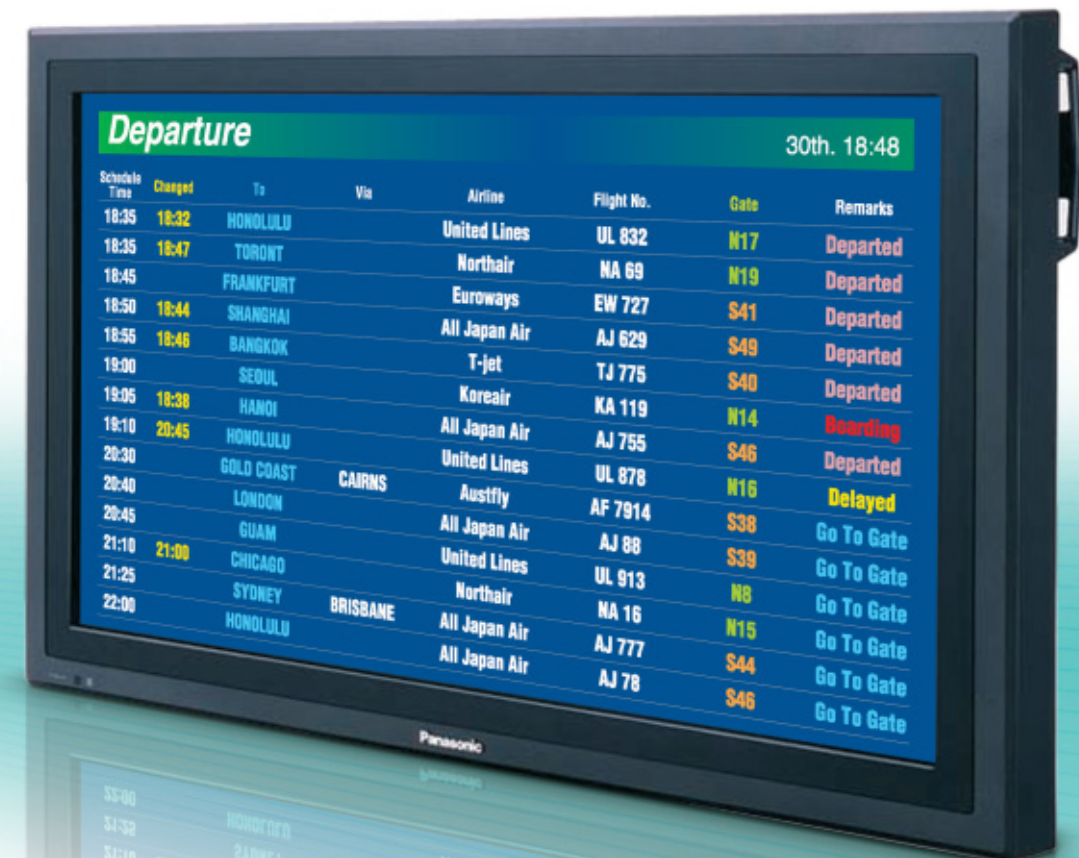 Departure 30th. 18:48
Schedule Time Changed To Via Airline Flight No. Gate Remarks
18:35 18:32 HONOLULU United Lines UL 832 N17 Departed
18:35 18:47 TORONT Northair NA 69 N19 Departed
18:45 FRANKFURT Euroways EW 727 S41 Departed
18:50 18:44 SHANGHAI All Japan Air AJ 629 S49 Departed
18:55 18:46 BANGKOK T-jet TJ 775 S40 Departed
19:00 SEOUL Koreair KA 119 N14 Boarding
19:05 18:38 HANOI All Japan Air AJ 755 S46 Departed
19:10 20:45 HONOLULU United Lines UL 878 N16 Delayed
20:30 GOLD COAST CAIRNS Austfly AF 7914 S38 Go To Gate
20:40 LONDON All Japan Air AJ 88 S39 Go To Gate
20:45 GUAM United Lines UL 913 N8 Go To Gate
21:10 21:00 CHICAGO Northair NA 16 N15 Go To Gate
21:25 SYDNEY BRISBANE All Japan Air AJ 777 S44 Go To Gate
22:00 HONOLULU All Japan Air AJ 78 S46 Go To Gate
Panasonic